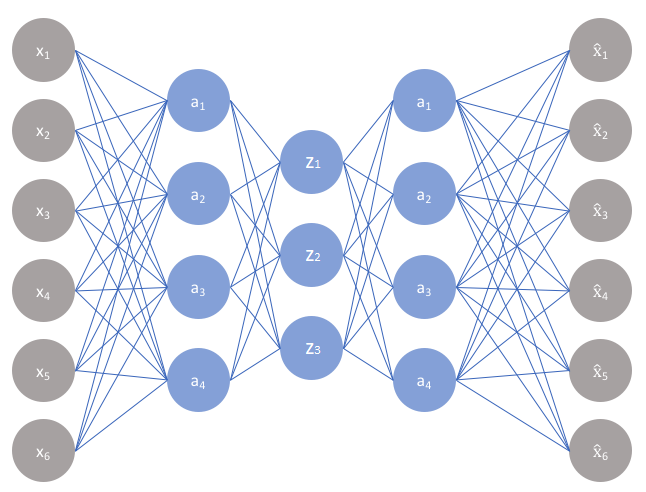 x₁
x₂
x₃
x₄
x₅
x₆
a₁
a₂
a₃
a₄
z₁
z₂
z₃
a₁
a₂
a₃
a₄
x̂₁
x̂₂
x̂₃
x̂₄
x̂₅
x̂₆